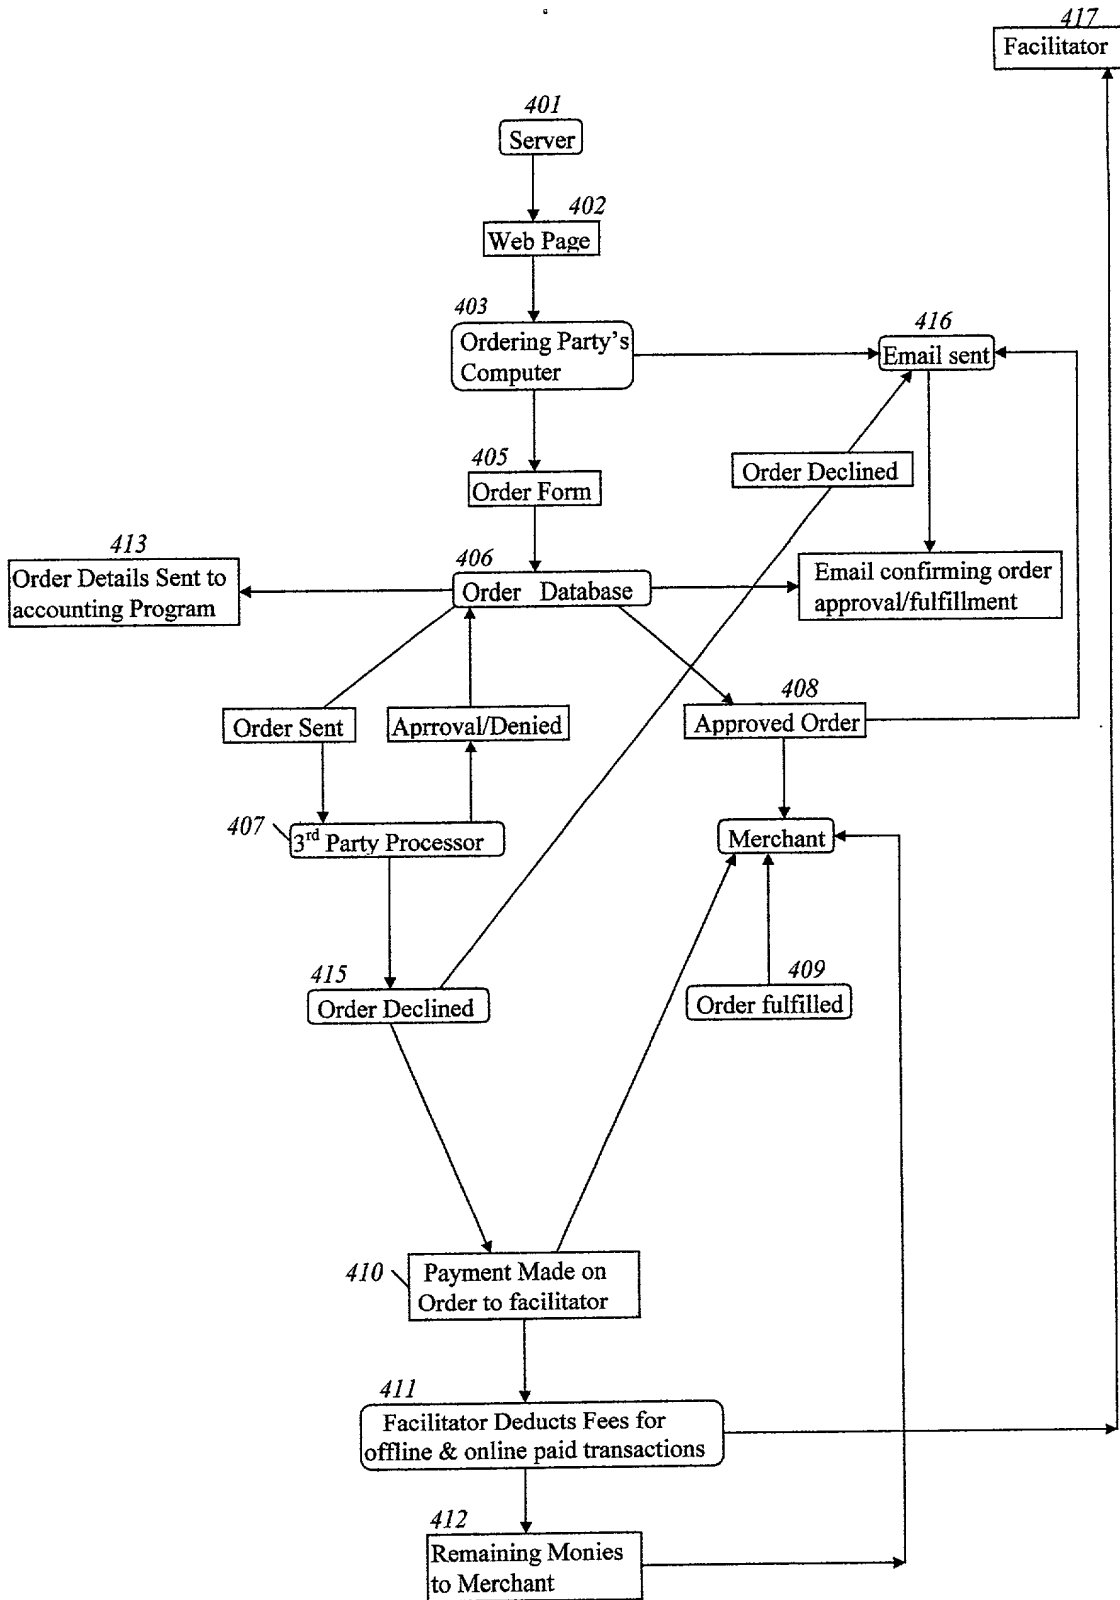 417
Facilitator
401
Server
402
Web Page
403
Ordering Party's
Computer
416
Email sent
405
Order Form
Order Declined
413
Order Details Sent to
accounting Program
406
Order Database
Email confirming order
approval/fulfillment
Order Sent
Aprroval/Denied
408
Approved Order
407
3rd Party Processor
Merchant
415
Order Declined
409
Order fulfilled
410
Payment Made on
Order to facilitator
411
Facilitator Deducts Fees for
offline & online paid transactions
412
Remaining Monies
to Merchant